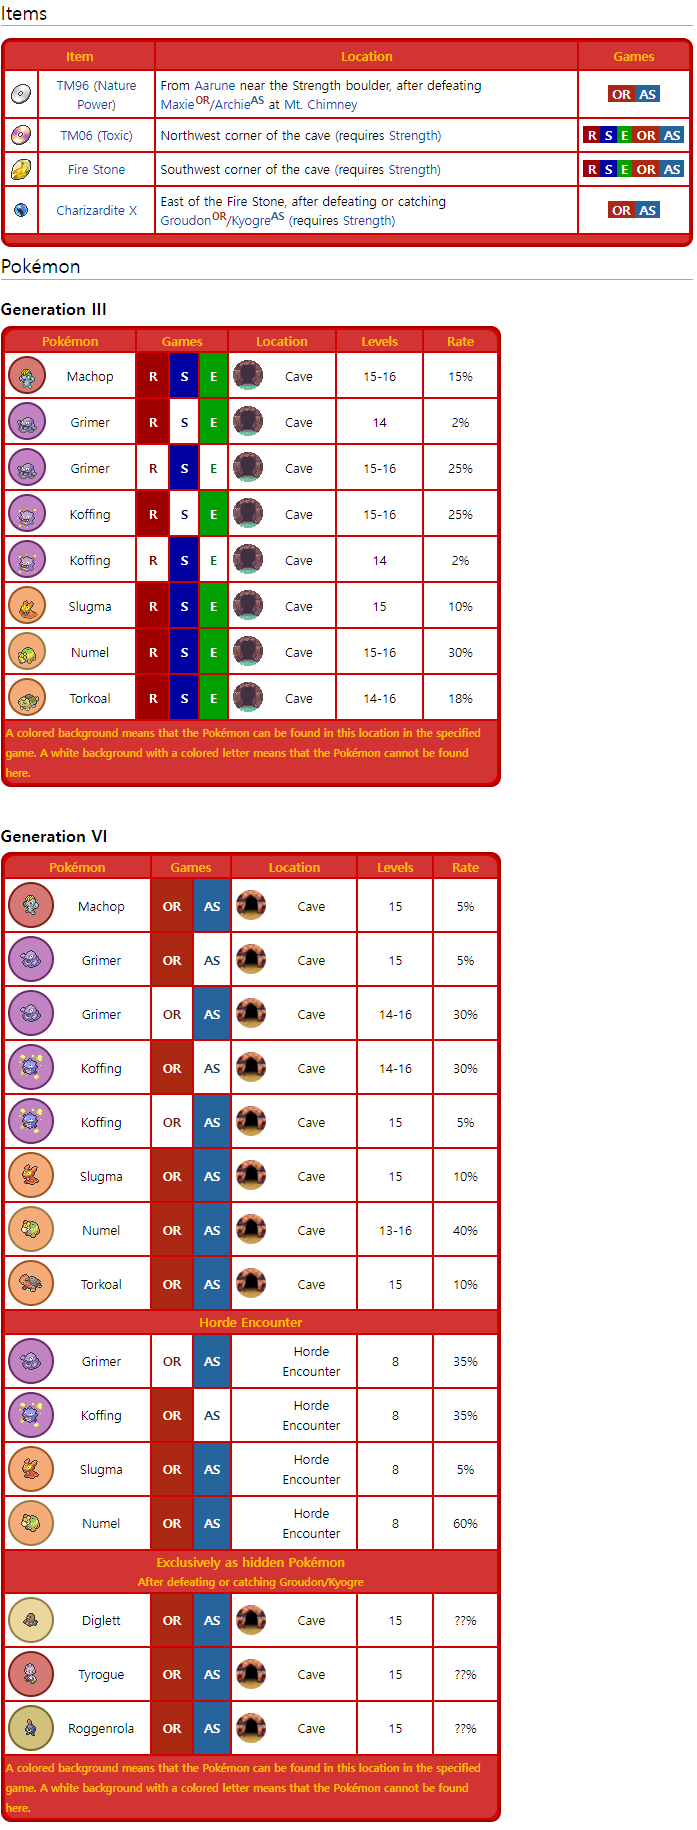 Items
Item Location Games
TM96 (Nature Power) From Aarune near the Strength boulder, after defeating MaxieOR/ArchieAS at Mt. Chimney OR AS
TM06 (Toxic) Northwest corner of the cave (requires Strength) R S E OR AS
Fire Stone Southwest corner of the cave (requires Strength) R S E OR AS
Charizardite X East of the Fire Stone, after defeating or catching GroudonOR/KyogreAS (requires Strength) OR AS
Pokémon
Generation III
Pokémon Games Location Levels Rate
Machop R S E Cave 15-16 15%
Grimer R S E Cave 14 2%
Grimer R S E Cave 15-16 25%
Koffing R S E Cave 15-16 25%
Koffing R S E Cave 14 2%
Slugma R S E Cave 15 10%
Numel R S E Cave 15-16 30%
Torkoal R S E Cave 14-16 18%
A colored background means that the Pokémon can be found in this location in the specified
game. A white background with a colored letter means that the Pokémon cannot be found
here.
Generation VI
Pokémon Games Location Levels Rate
Machop OR AS Cave 15 5%
Grimer OR AS Cave 15 5%
Grimer OR AS Cave 14-16 30%
Koffing OR AS Cave 14-16 30%
Koffing OR AS Cave 15 5%
Slugma OR AS Cave 15 10%
Numel OR AS Cave 13-16 40%
Torkoal OR AS Cave 15 10%
Horde Encounter
Grimer OR AS Horde Encounter 8 35%
Koffing OR AS Horde Encounter 8 35%
Slugma OR AS Horde Encounter 8 5%
Numel OR AS Horde Encounter 8 60%
Exclusively as hidden Pokémon
After defeating or catching Groudon/Kyogre
Diglett OR AS Cave 15 ??%
Tyrogue OR AS Cave 15 ??%
Roggenrola OR AS Cave 15 ??%
A colored background means that the Pokémon can be found in this location in the specified
game. A white background with a colored letter means that the Pokémon cannot be found
here.